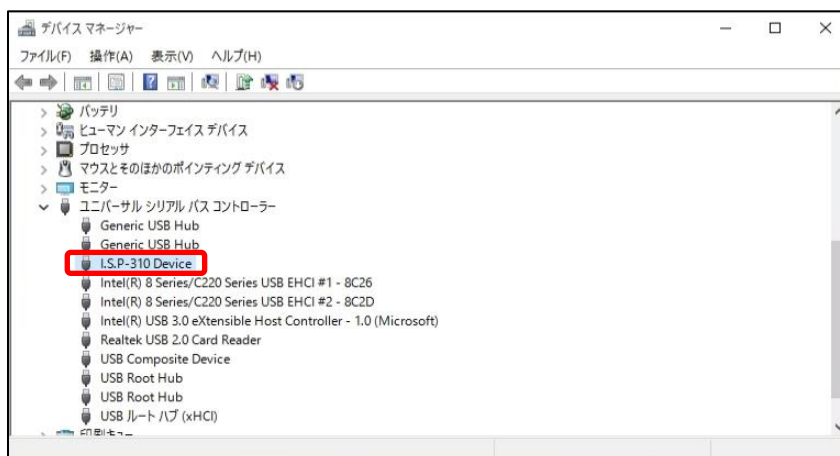 デバイス マネージャー
ファイル(F) 操作(A) 表示(V) ヘルプ(H)
バッテリ
ヒューマン インターフェイス デバイス
プロセッサ
マウスとそのほかのポインティング デバイス
モニター
ユニバーサル シリアル バス コントローラー
Generic USB Hub
Generic USB Hub
I.S.P-310 Device
Intel(R) 8 Series/C220 Series USB EHCI #1 - 8C26
Intel(R) 8 Series/C220 Series USB EHCI #2 - 8C2D
Intel(R) USB 3.0 eXtensible Host Controller - 1.0 (Microsoft)
Realtek USB 2.0 Card Reader
USB Composite Device
USB Root Hub
USB Root Hub
USB ルート ハブ (xHCI)
印刷キュー